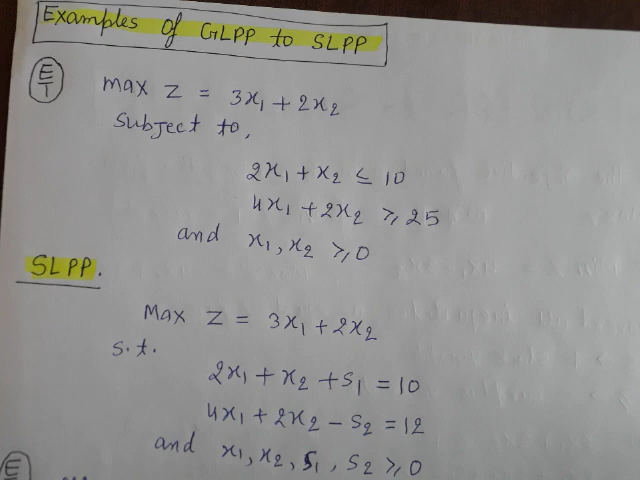 Examples of GLPP to SLPP
E/1
max Z = 3x₁ + 2x₂
Subject to,
2x₁ + x₂ ≤ 10
4x₁ + 2x₂ ≥ 25
and x₁, x₂ ≥ 0
SLPP.
Max Z = 3x₁ + 2x₂
s.t.
2x₁ + x₂ + s₁ = 10
4x₁ + 2x₂ - s₂ = 12
and x₁, x₂, s₁, s₂ ≥ 0
E